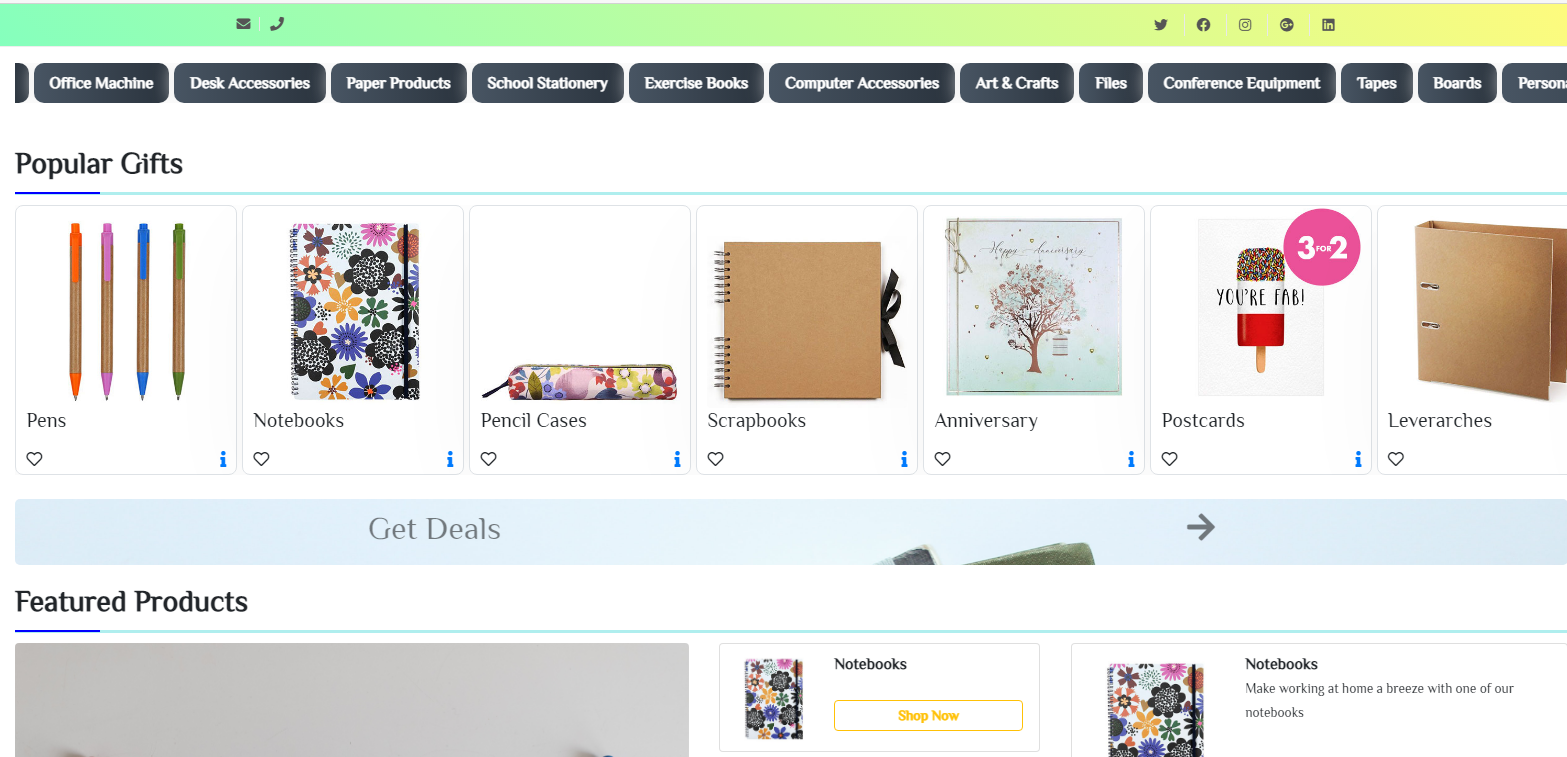 Office Machine Desk Accessories Paper Products School Stationery Exercise Books Computer Accessories Art & Crafts Files Conference Equipment Tapes Boards Persona
Popular Gifts
Happy Anniversary
3 FOR 2
YOU'RE FAB!
Pens Notebooks Pencil Cases Scrapbooks Anniversary Postcards Leverarches
Get Deals
Featured Products
Notebooks
Shop Now
Notebooks
Make working at home a breeze with one of our
notebooks